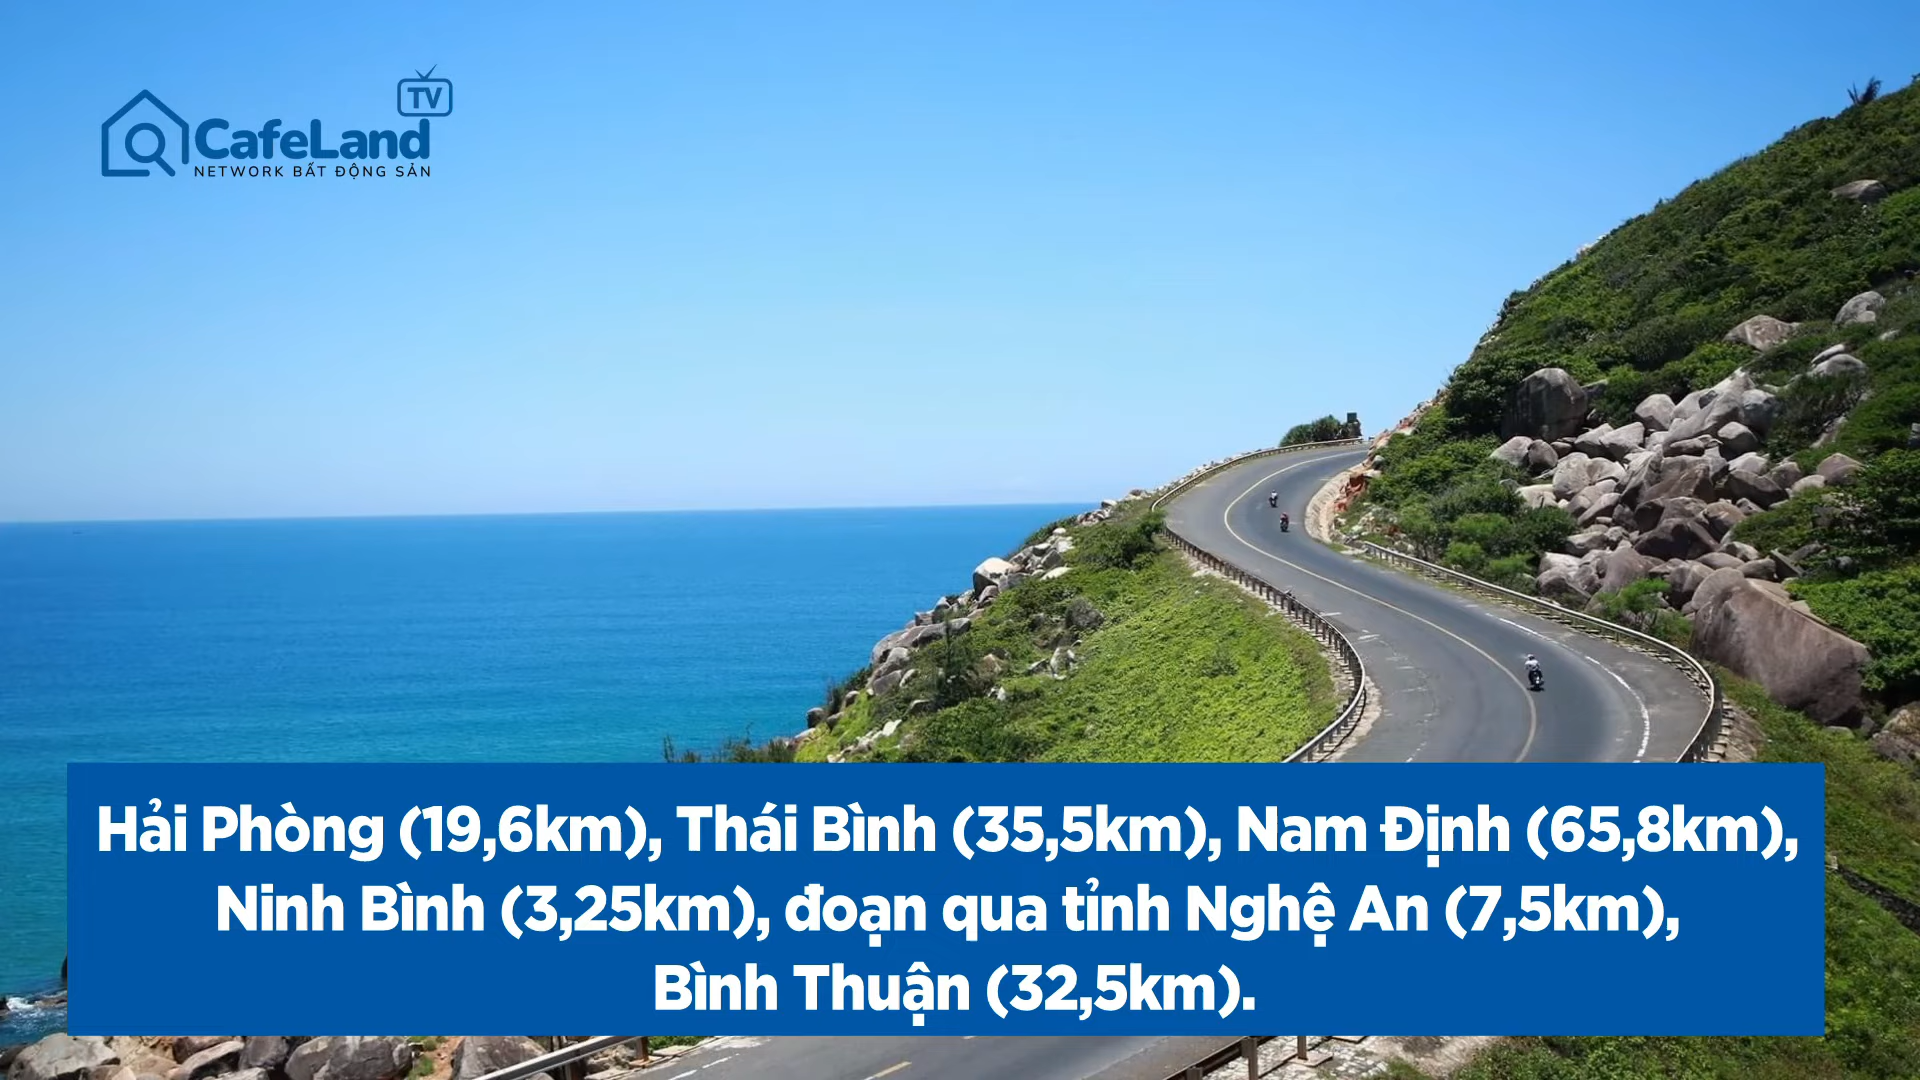 TV
CafeLand
NETWORK BẤT ĐỘNG SẢN
Hải Phòng (19,6km), Thái Bình (35,5km), Nam Định (65,8km),
Ninh Bình (3,25km), đoạn qua tỉnh Nghệ An (7,5km),
Bình Thuận (32,5km).